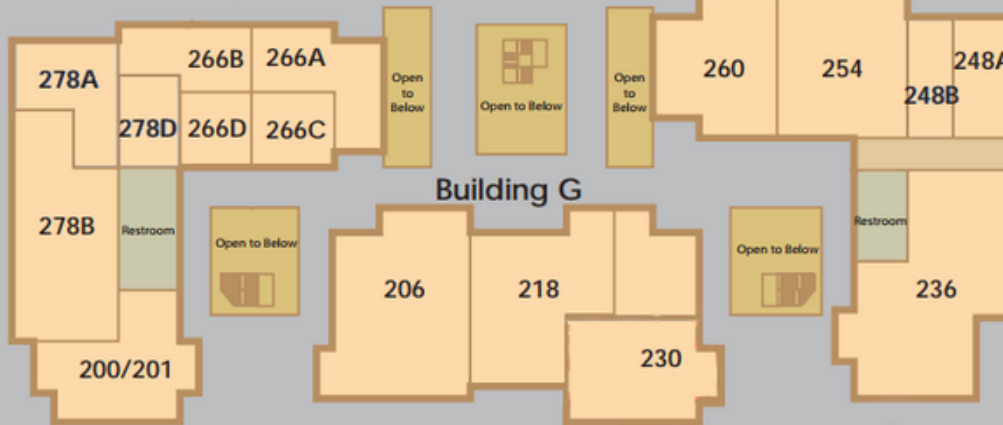 278A
266B
266A
Open
to
Below
Open to Below
Open
to
Below
260
254
248A
248B
278D
266D
266C
Building G
278B
Restroom
Open to Below
Open to Below
Restroom
206
218
236
230
200/201